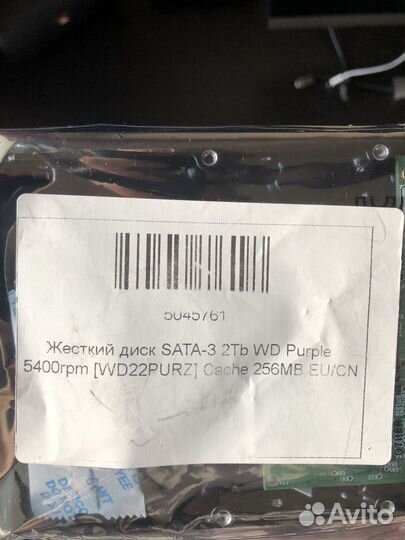 5045761
Жесткий диск SATA-3 2Tb WD Purple
5400rpm [WD22PURZ] Cache 256MB EU/CN
Avito